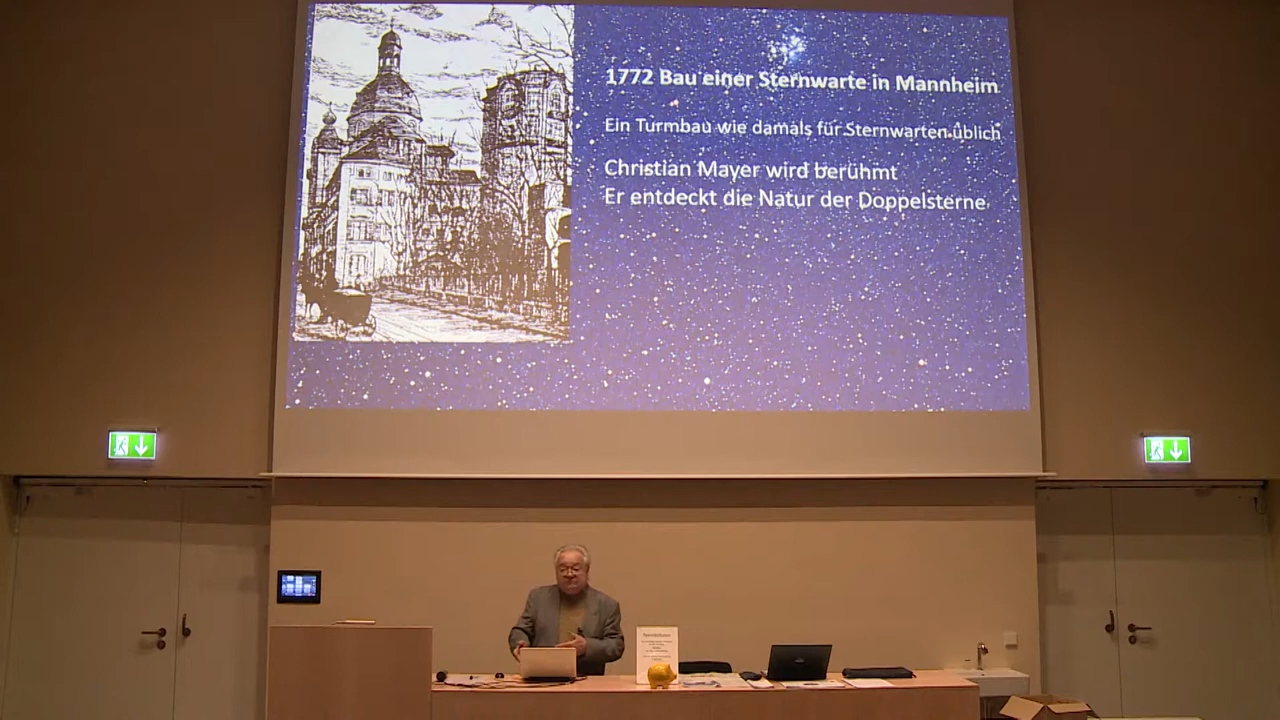 1772 Bau einer Sternwarte in Mannheim
Ein Turmbau wie damals für Sternwarten üblich
Christian Mayer wird berühmt
Er entdeckt die Natur der Doppelsterne